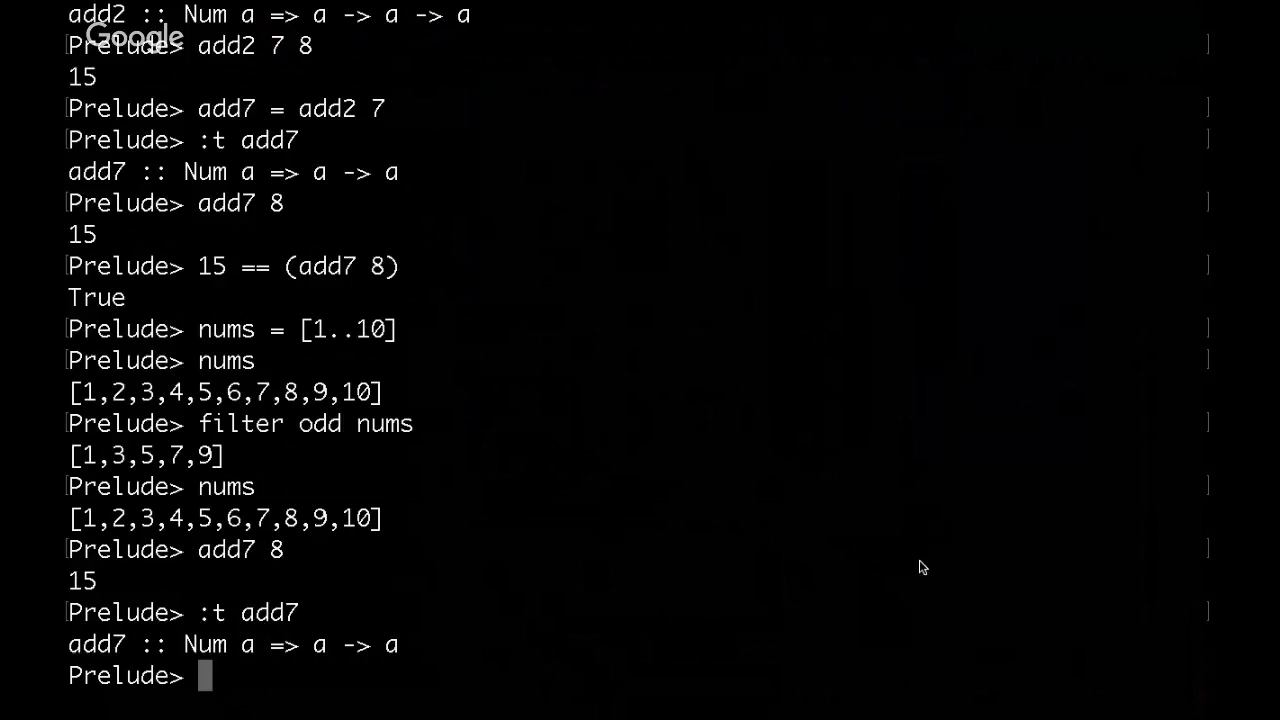 add2 :: Num a => a -> a -> a
Google
Prelude> add2 7 8
15
Prelude> add7 = add2 7
Prelude> :t add7
add7 :: Num a => a -> a
Prelude> add7 8
15
Prelude> 15 == (add7 8)
True
Prelude> nums = [1..10]
Prelude> nums
[1,2,3,4,5,6,7,8,9,10]
Prelude> filter odd nums
[1,3,5,7,9]
Prelude> nums
[1,2,3,4,5,6,7,8,9,10]
Prelude> add7 8
15
Prelude> :t add7
add7 :: Num a => a -> a
Prelude>